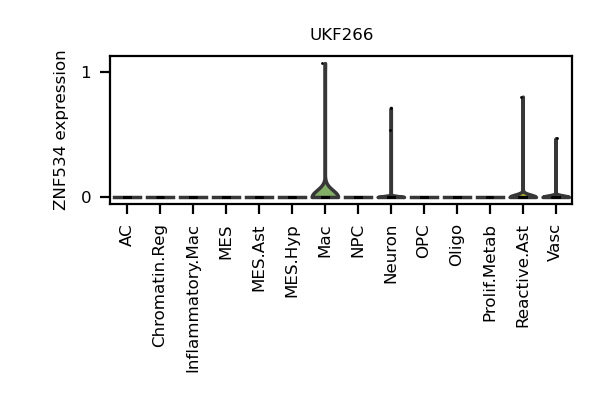 UKF266
ZNF534 expression
1
0
AC
Chromatin.Reg
Inflammatory.Mac
MES
MES.Ast
MES.Hyp
Mac
NPC
Neuron
OPC
Oligo
Prolif.Metab
Reactive.Ast
Vasc